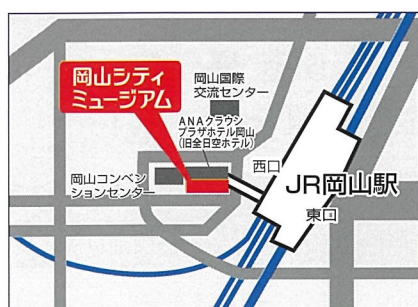 岡山シティ
ミュージアム
岡山国際
交流センター
ANAクラウン
プラザホテル岡山
(旧全日空ホテル)
岡山コンベン
ションセンター
西口
JR岡山駅
東口